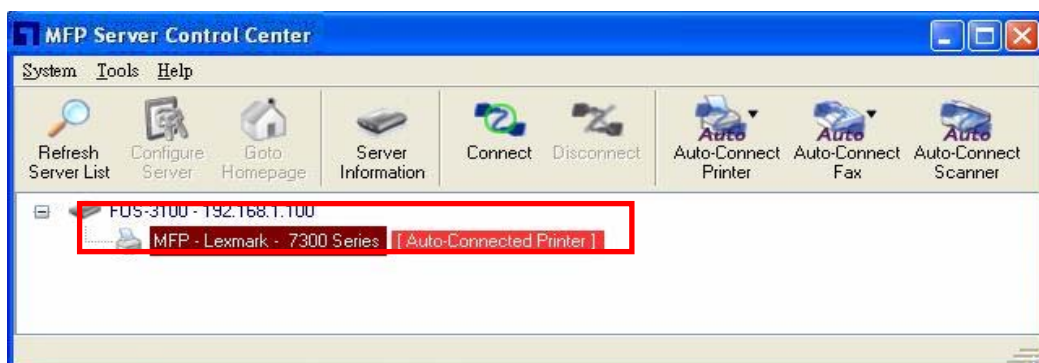 MFP Server Control Center
System Tools Help
Refresh Server List
Configure Server
Goto Homepage
Server Information
Connect
Disconnect
Auto
Auto-Connect Printer
Auto
Auto-Connect Fax
Auto
Auto-Connect Scanner
FUS-3100 - 192.168.1.100
MFP - Lexmark - 7300 Series [ Auto-Connected Printer ]